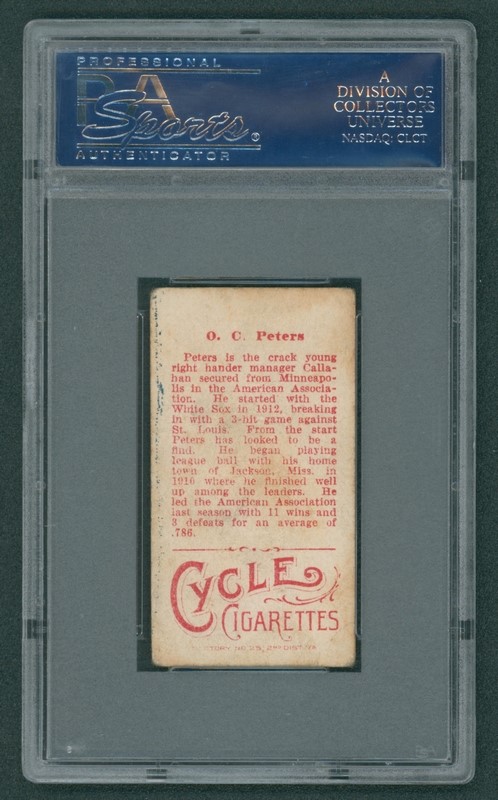 PROFESSIONAL
PSA
Sports®
AUTHENTICATOR
A
DIVISION OF
COLLECTORS
UNIVERSE
NASDAQ: CLCT
O. C. Peters
Peters is the crack young
right hander manager Calla-
han secured from Minneapo-
lis in the American Associa-
tion. He started with the
White Sox in 1912, breaking
in with a 3-hit game against
St. Louis. From the start
Peters has looked to be a
find. He began playing
league ball with his home
town of Jackson, Miss. in
1910 where he finished well
up among the leaders. He
led the American Association
last season with 11 wins and
3 defeats for an average of
.786.
CYCLE
CIGARETTES
NO. 25, 2ND DIST. VA.